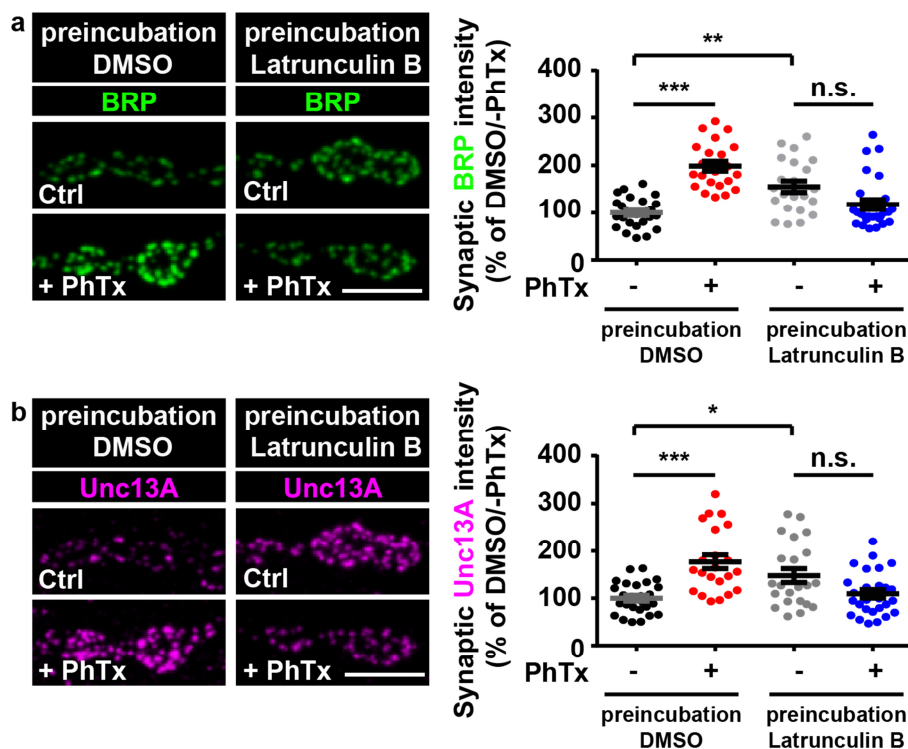 a
preincubation
DMSO
preincubation
Latrunculin B
BRP
BRP
Ctrl
Ctrl
+ PhTx
+ PhTx
Synaptic BRP intensity
(% of DMSO/-PhTx)
400
300
200
100
0
**
***
n.s.
PhTx
-
+
-
+
preincubation
DMSO
preincubation
Latrunculin B
b
preincubation
DMSO
preincubation
Latrunculin B
Unc13A
Unc13A
Ctrl
Ctrl
+ PhTx
+ PhTx
Synaptic Unc13A intensity
(% of DMSO/-PhTx)
400
300
200
100
0
*
***
n.s.
PhTx
-
+
-
+
preincubation
DMSO
preincubation
Latrunculin B